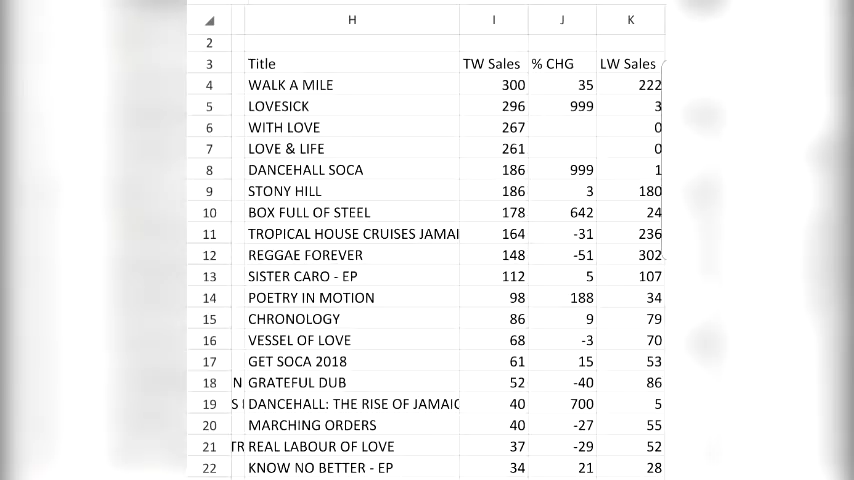 H I J K
2
3 Title TW Sales % CHG LW Sales
4 WALK A MILE 300 35 222
5 LOVESICK 296 999 3
6 WITH LOVE 267 0
7 LOVE & LIFE 261 0
8 DANCEHALL SOCA 186 999 1
9 STONY HILL 186 3 180
10 BOX FULL OF STEEL 178 642 24
11 TROPICAL HOUSE CRUISES JAMAI 164 -31 236
12 REGGAE FOREVER 148 -51 302
13 SISTER CARO - EP 112 5 107
14 POETRY IN MOTION 98 188 34
15 CHRONOLOGY 86 9 79
16 VESSEL OF LOVE 68 -3 70
17 GET SOCA 2018 61 15 53
18 N GRATEFUL DUB 52 -40 86
19 S I DANCEHALL: THE RISE OF JAMAIC 40 700 5
20 MARCHING ORDERS 40 -27 55
21 TR REAL LABOUR OF LOVE 37 -29 52
22 KNOW NO BETTER - EP 34 21 28